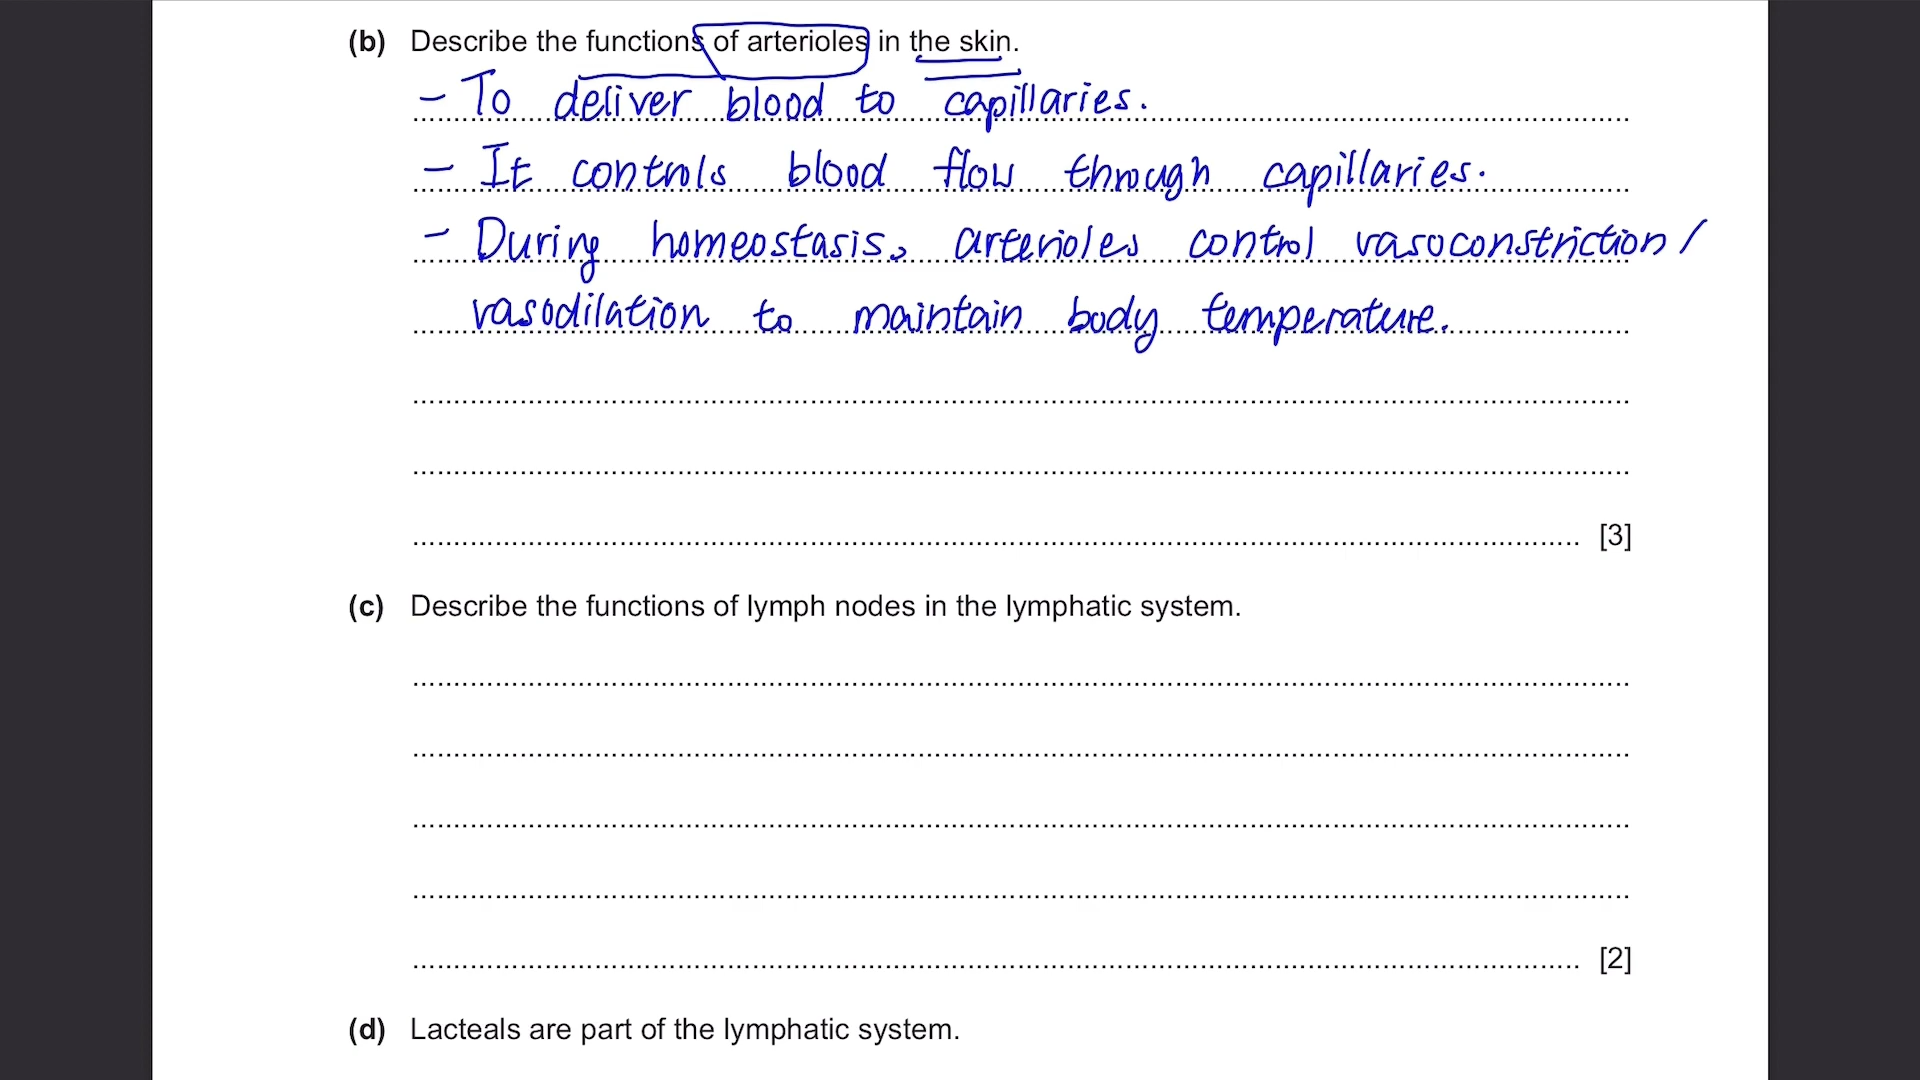 (b) Describe the functions of arterioles in the skin.
- To deliver blood to capillaries.
- It controls blood flow through capillaries.
- During homeostasis, arterioles control vasoconstriction /
vasodilation to maintain body temperature.
[3]
(c) Describe the functions of lymph nodes in the lymphatic system.
[2]
(d) Lacteals are part of the lymphatic system.